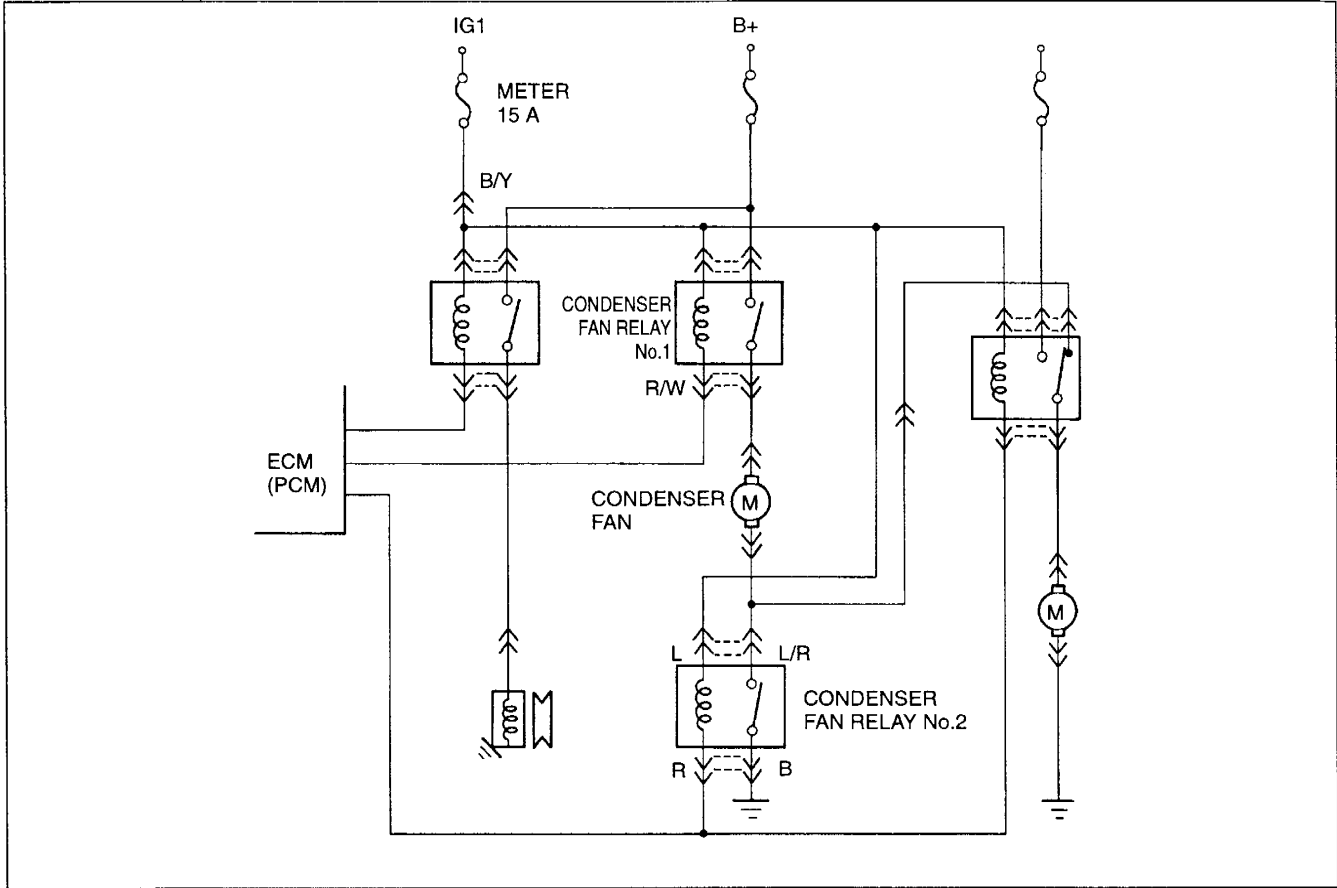 IG1
B+
METER
15 A
B/Y
CONDENSER
FAN RELAY
No.1
R/W
ECM
(PCM)
CONDENSER
FAN
M
M
L
L/R
CONDENSER
FAN RELAY No.2
R
B